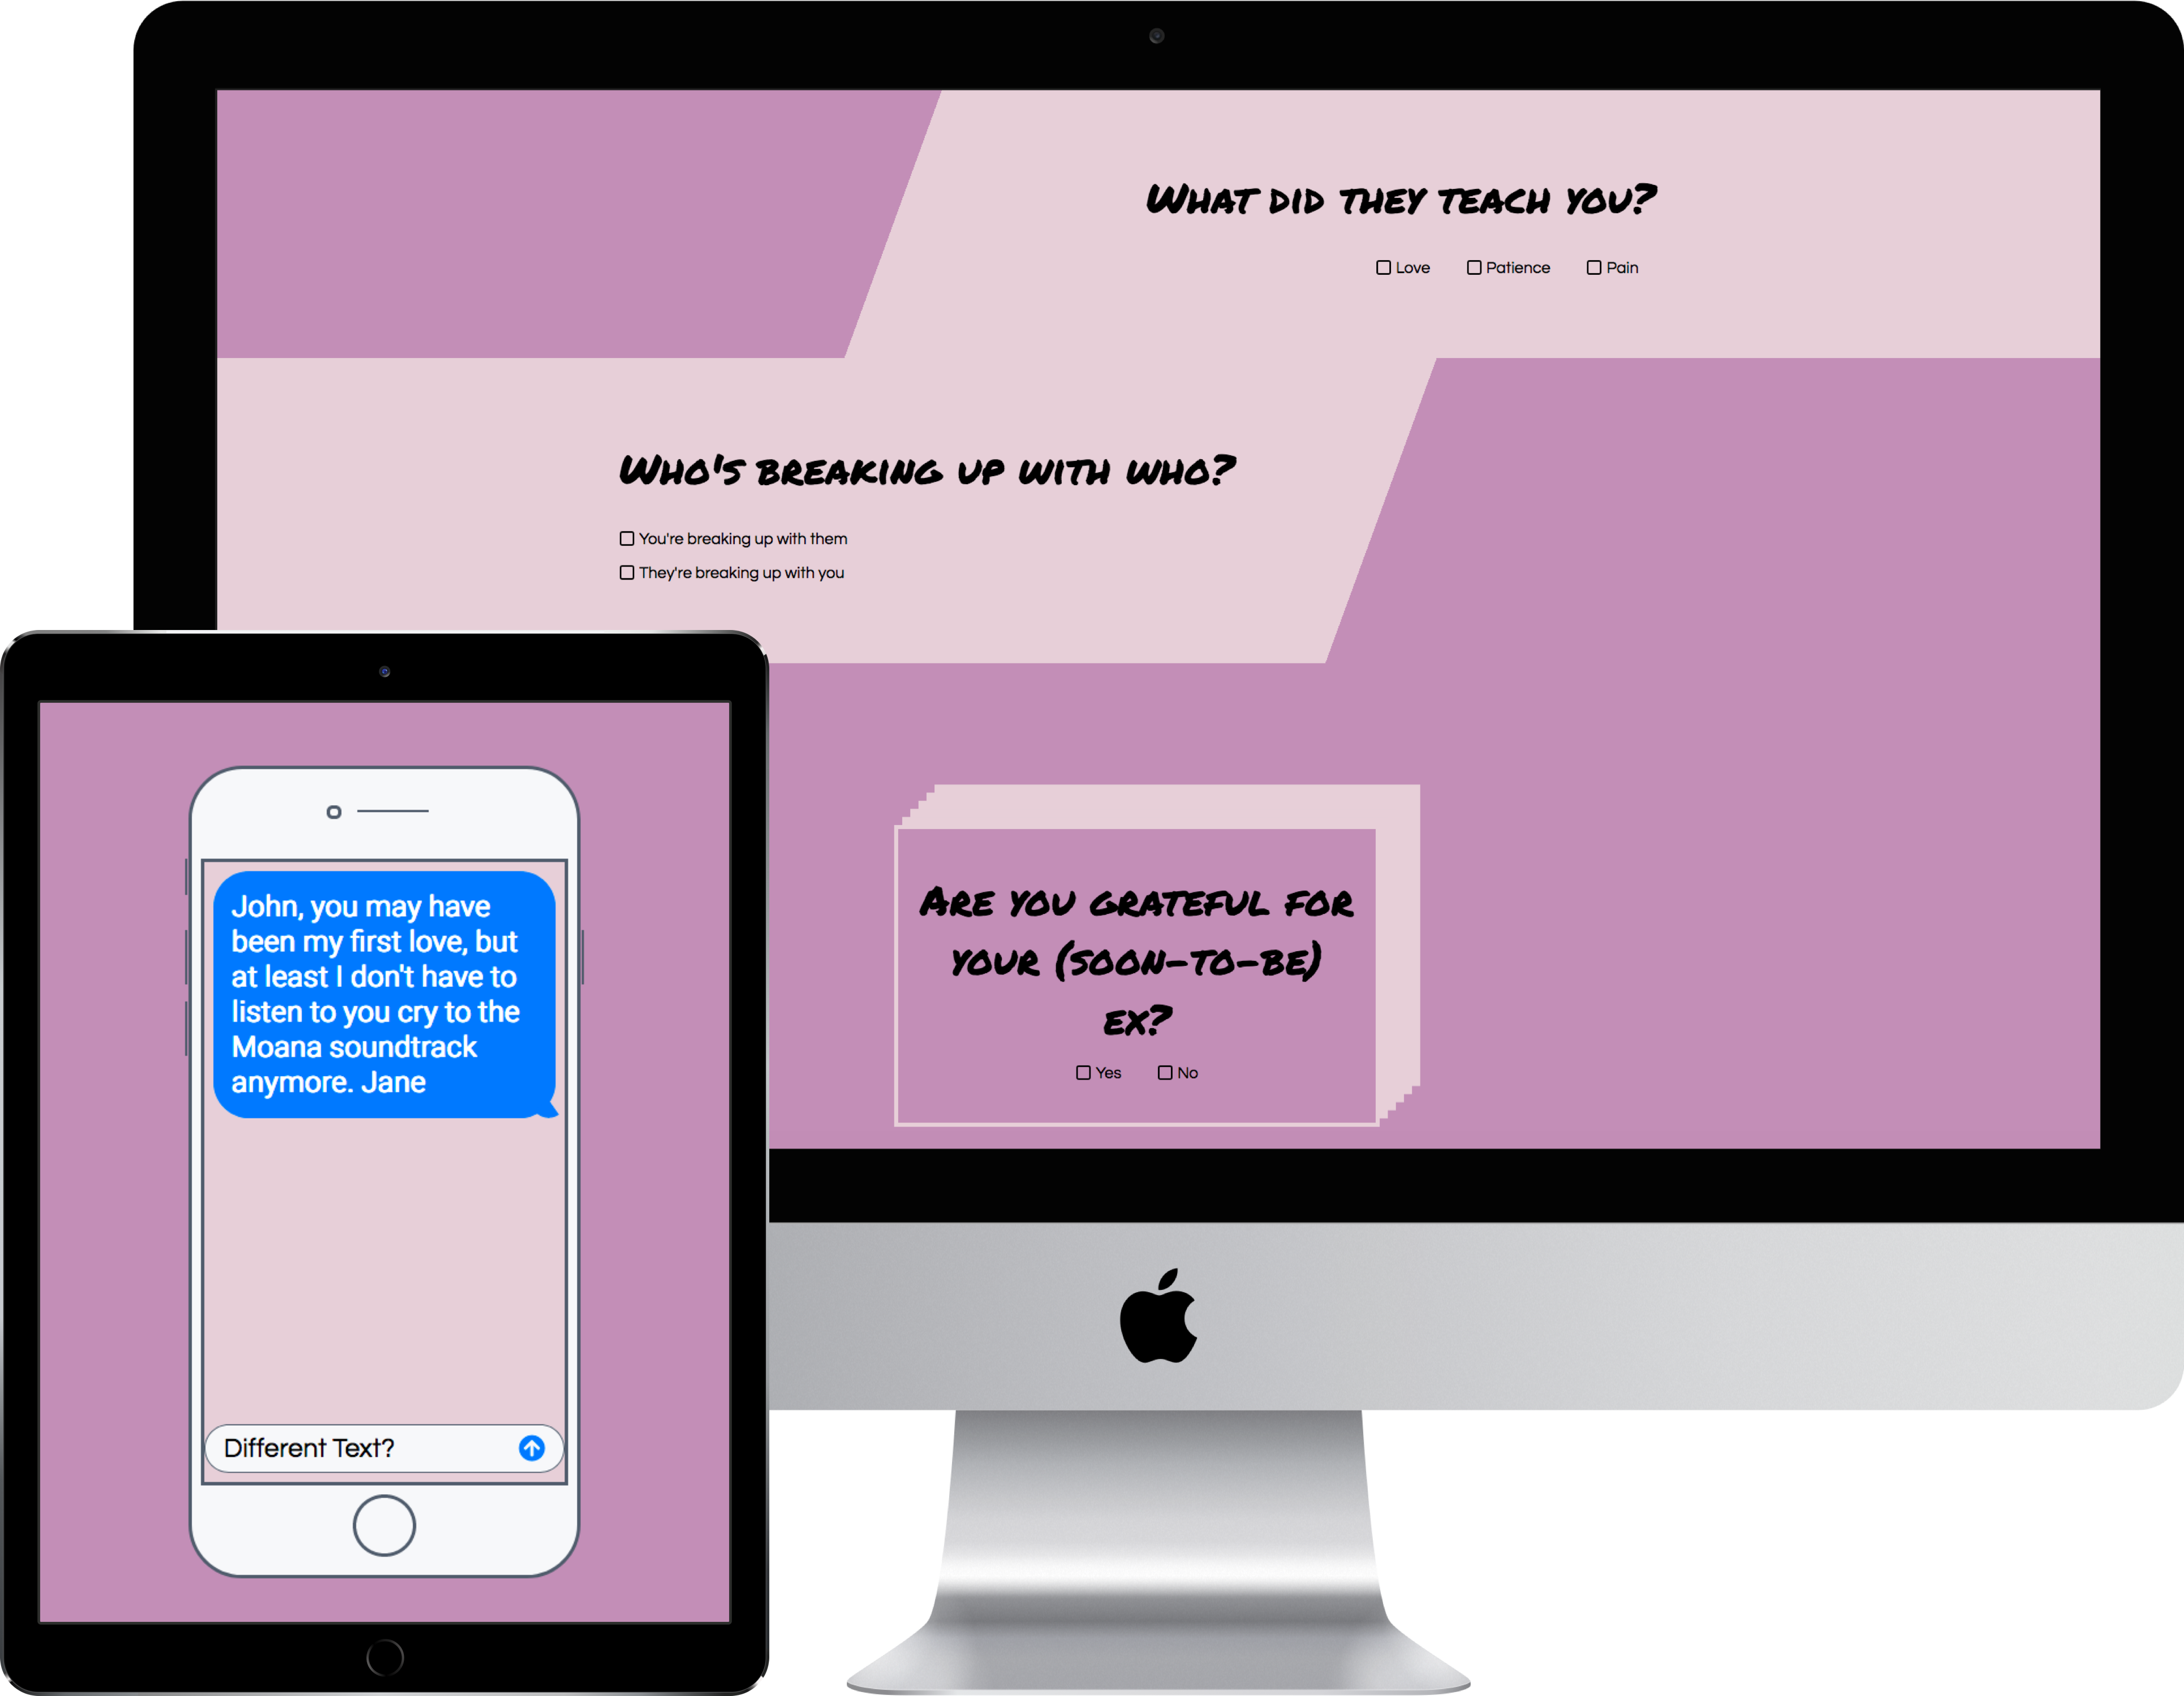 What did they teach you?
Love Patience Pain
Who's breaking up with who?
You're breaking up with them
They're breaking up with you
Are you grateful for
your (soon-to-be)
ex?
Yes No
John, you may have
been my first love, but
at least I don't have to
listen to you cry to the
Moana soundtrack
anymore. Jane
Different Text?